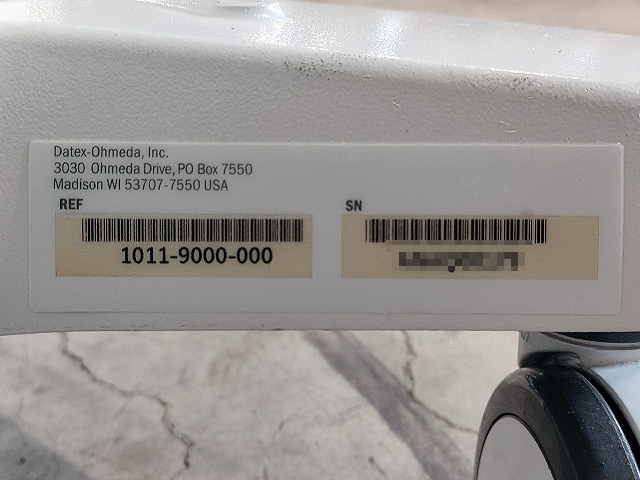 Datex-Ohmeda, Inc.
3030 Ohmeda Drive, PO Box 7550
Madison WI 53707-7550 USA
REF
1011-9000-000
SN